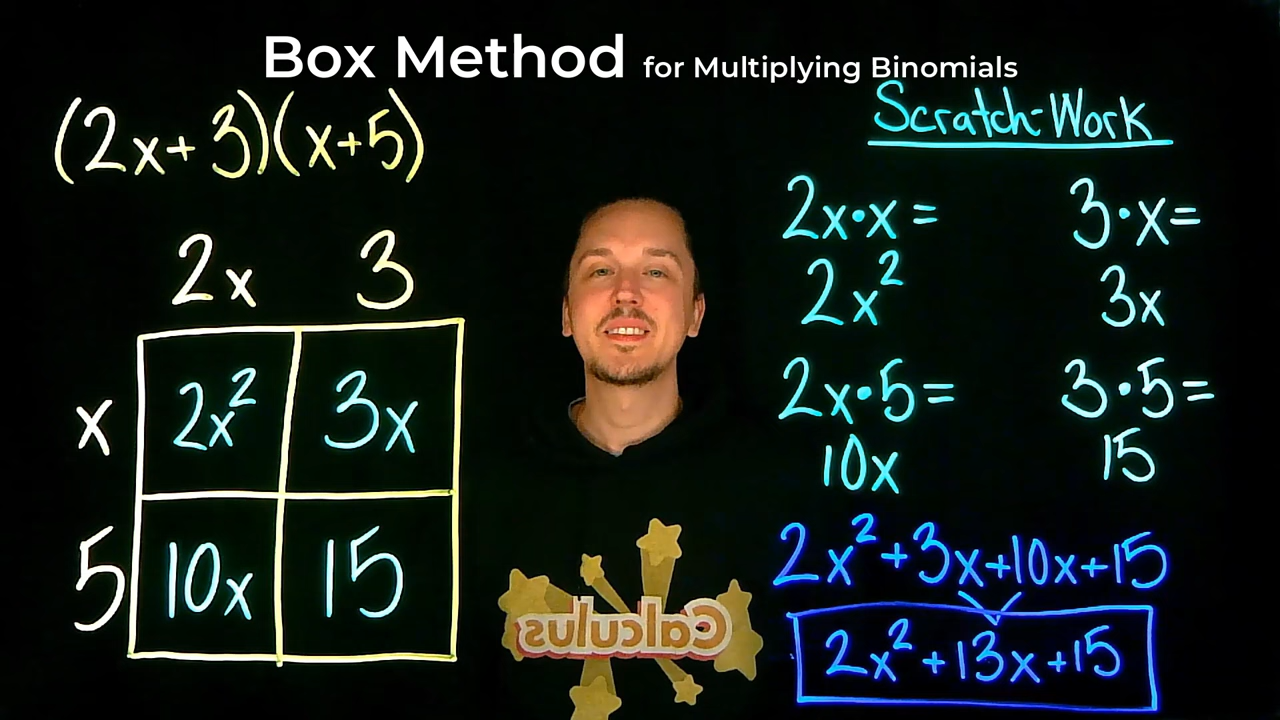 Box Method for Multiplying Binomials
(2x+3)(x+5)
2x 3
x 2x² 3x
5 10x 15
Scratch-Work
2x•x= 3•x=
2x² 3x
2x•5= 3•5=
10x 15
2x²+3x+10x+15
2x²+13x+15
Calculus